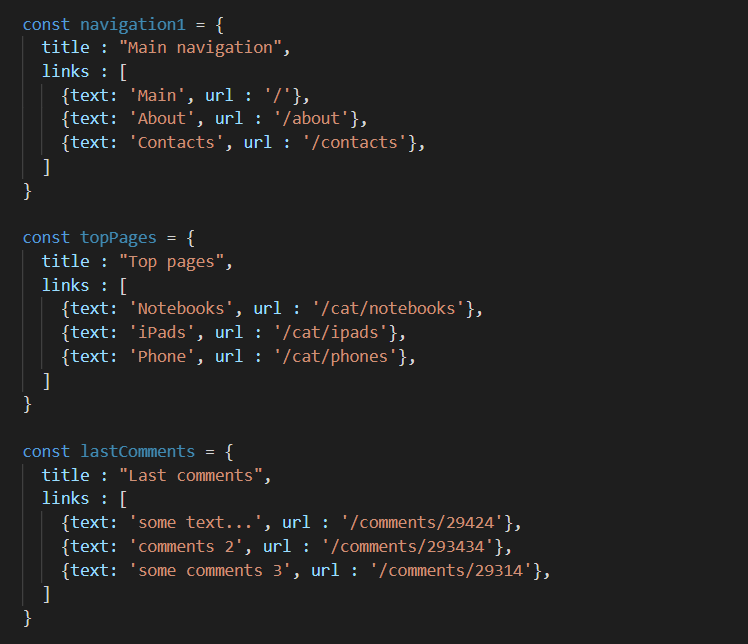 const navigation1 = {
  title : "Main navigation",
  links : [
    {text: 'Main', url : '/'},
    {text: 'About', url : '/about'},
    {text: 'Contacts', url : '/contacts'},
  ]
}

const topPages = {
  title : "Top pages",
  links : [
    {text: 'Notebooks', url : '/cat/notebooks'},
    {text: 'iPads', url : '/cat/ipads'},
    {text: 'Phone', url : '/cat/phones'},
  ]
}

const lastComments = {
  title : "Last comments",
  links : [
    {text: 'some text...', url : '/comments/29424'},
    {text: 'comments 2', url : '/comments/293434'},
    {text: 'some comments 3', url : '/comments/29314'},
  ]
}